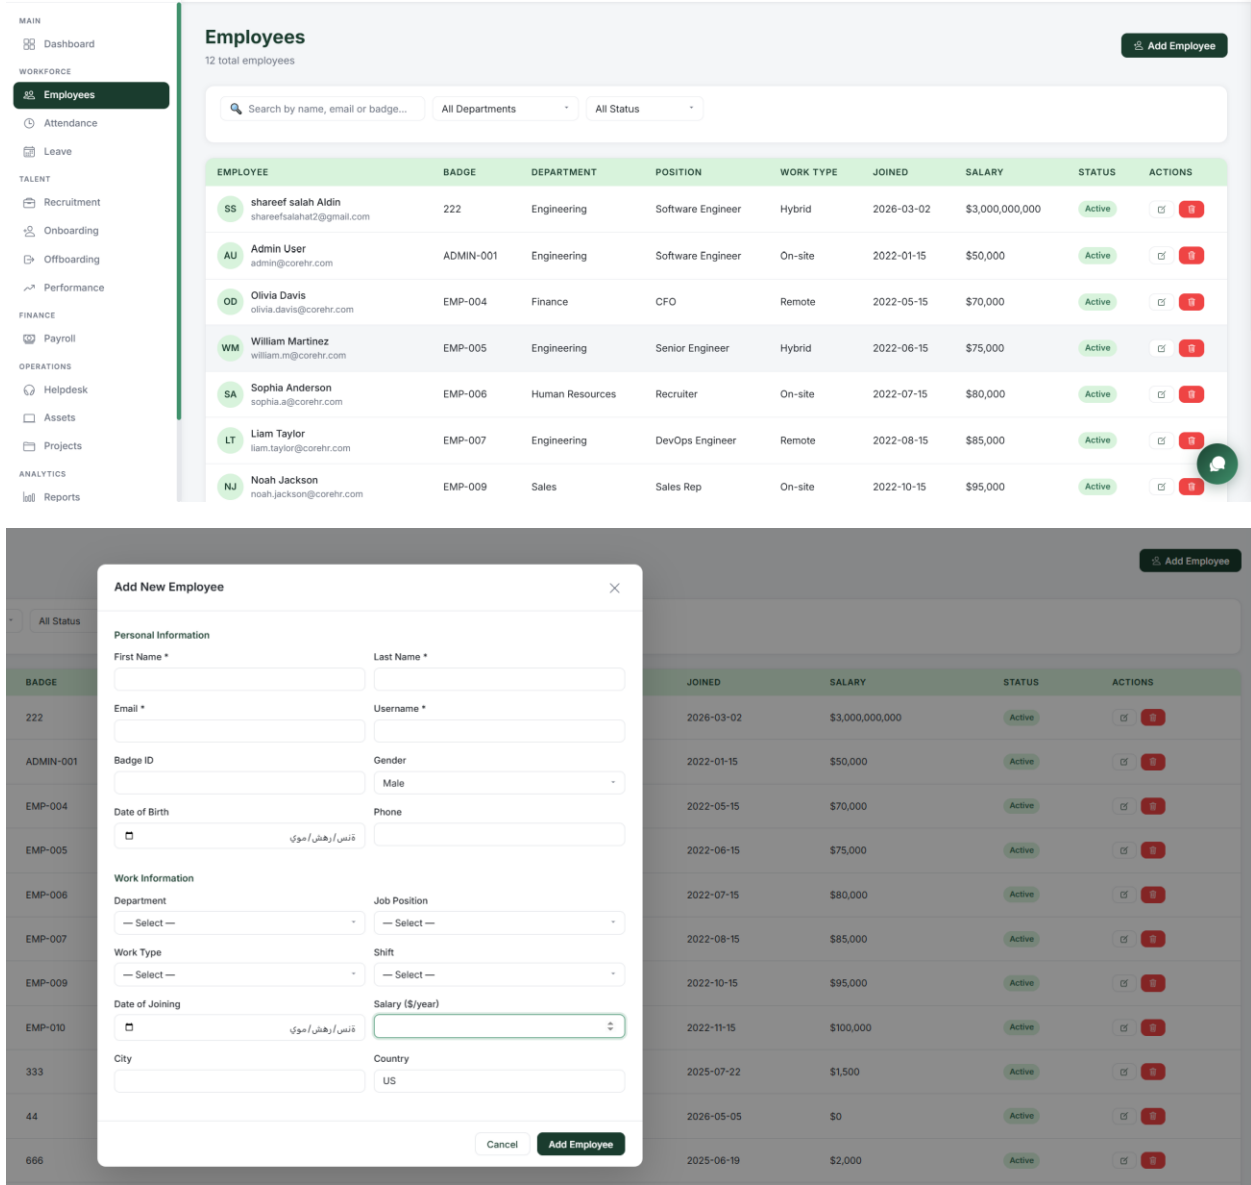 MAIN
Dashboard
WORKFORCE
Employees
Attendance
Leave
TALENT
Recruitment
Onboarding
Offboarding
Performance
FINANCE
Payroll
OPERATIONS
Helpdesk
Assets
Projects
ANALYTICS
Reports
Employees
12 total employees
Add Employee
Search by name, email or badge...
All Departments
All Status
EMPLOYEE BADGE DEPARTMENT POSITION WORK TYPE JOINED SALARY STATUS ACTIONS
SS shareef salah Aldin 222 Engineering Software Engineer Hybrid 2026-03-02 $3,000,000,000 Active
shareefsalahat2@gmail.com
AU Admin User ADMIN-001 Engineering Software Engineer On-site 2022-01-15 $50,000 Active
admin@corehr.com
OD Olivia Davis EMP-004 Finance CFO Remote 2022-05-15 $70,000 Active
olivia.davis@corehr.com
WM William Martinez EMP-005 Engineering Senior Engineer Hybrid 2022-06-15 $75,000 Active
william.m@corehr.com
SA Sophia Anderson EMP-006 Human Resources Recruiter On-site 2022-07-15 $80,000 Active
sophia.a@corehr.com
LT Liam Taylor EMP-007 Engineering DevOps Engineer Remote 2022-08-15 $85,000 Active
liam.taylor@corehr.com
NJ Noah Jackson EMP-009 Sales Sales Rep On-site 2022-10-15 $95,000 Active
noah.jackson@corehr.com
Add Employee
All Status
BADGE JOINED SALARY STATUS ACTIONS
222 2026-03-02 $3,000,000,000 Active
ADMIN-001 2022-01-15 $50,000 Active
EMP-004 2022-05-15 $70,000 Active
EMP-005 2022-06-15 $75,000 Active
EMP-006 2022-07-15 $80,000 Active
EMP-007 2022-08-15 $85,000 Active
EMP-009 2022-10-15 $95,000 Active
EMP-010 2022-11-15 $100,000 Active
333 2025-07-22 $1,500 Active
44 2026-05-05 $0 Active
666 2025-06-19 $2,000 Active
Add New Employee
Personal Information
First Name * Last Name *
Email * Username *
Badge ID Gender
Male
Date of Birth Phone
ةنس/رهش/موي
Work Information
Department Job Position
— Select — — Select —
Work Type Shift
— Select — — Select —
Date of Joining Salary ($/year)
ةنس/رهش/موي
City Country
US
Cancel Add Employee